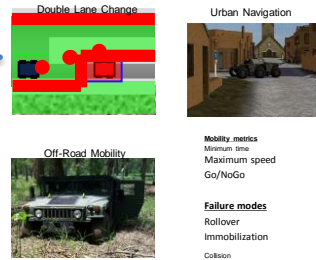 Double Lane Change
Urban Navigation
Off-Road Mobility
Mobility metrics
Minimum time
Maximum speed
Go/NoGo
Failure modes
Rollover
Immobilization
Collision